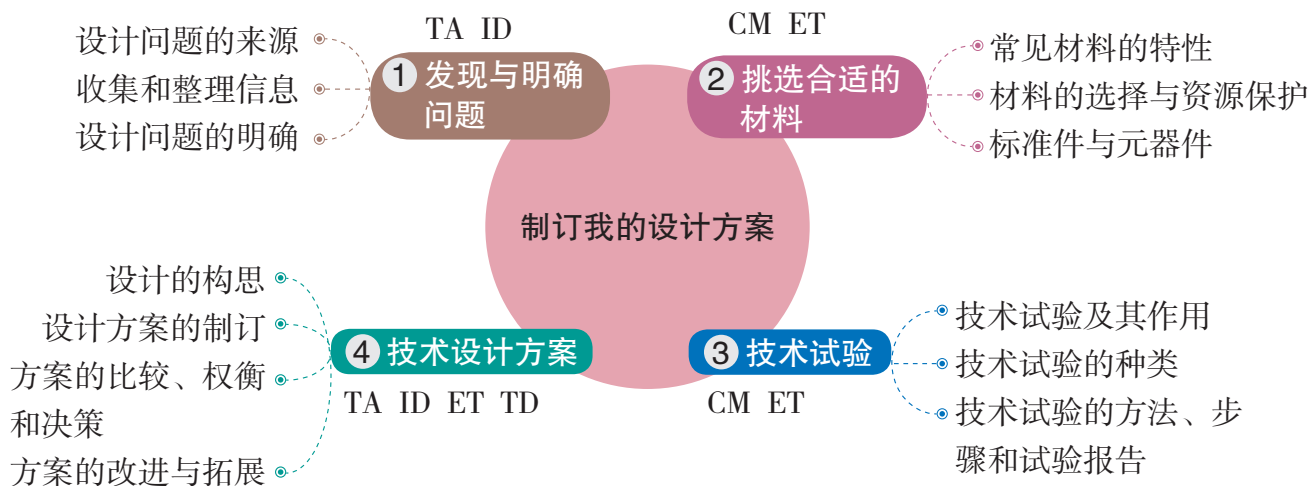 TA ID
① 发现与明确
问题
设计问题的来源
收集和整理信息
设计问题的明确
CM ET
② 挑选合适的
材料
常见材料的特性
材料的选择与资源保护
标准件与元器件
制订我的设计方案
③ 技术试验
CM ET
技术试验及其作用
技术试验的种类
技术试验的方法、步
骤和试验报告
④ 技术设计方案
TA ID ET TD
设计的构思
设计方案的制订
方案的比较、权衡
和决策
方案的改进与拓展